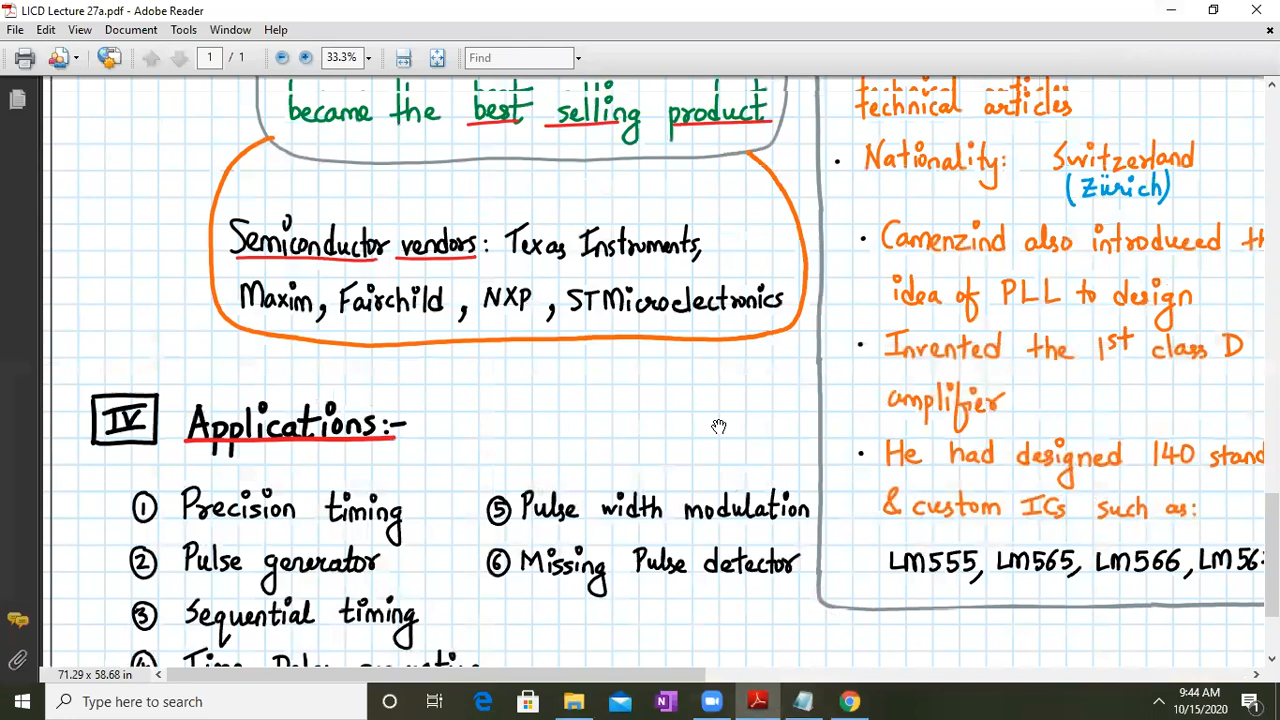 LICD Lecture 27a.pdf - Adobe Reader
File Edit View Document Tools Window Help
1 / 1 33.3% Find
became the best selling product
Semiconductor vendors: Texas Instruments,
Maxim, Fairchild, NXP, STMicroelectronics
IV Applications:-
① Precision timing
② Pulse generator
③ Sequential timing
④ Time Delay
⑤ Pulse width modulation
⑥ Missing Pulse detector
technical articles
• Nationality: Switzerland
(Zürich)
• Camenzind also introduced
idea of PLL to design
• Invented the 1st class D
amplifier
• He had designed 140
& custom ICs such as:
LM555, LM565, LM566,
71.29 x 58.68 in
Type here to search
9:44 AM
10/15/2020